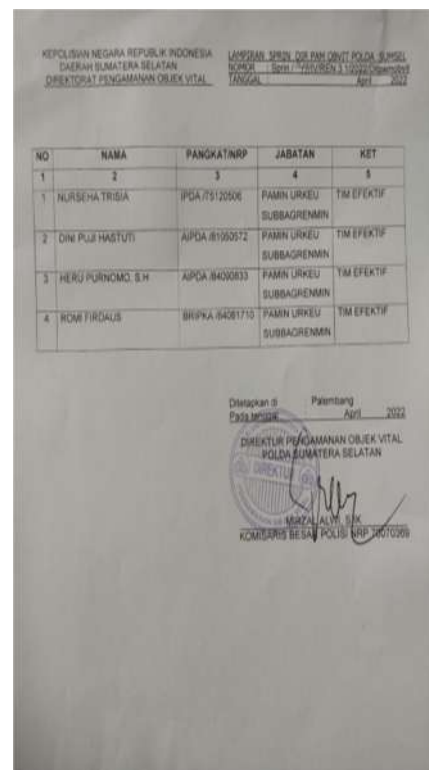 KEPOLISIAN NEGARA REPUBLIK INDONESIA
DAERAH SUMATERA SELATAN
DIREKTORAT PENGAMANAN OBJEK VITAL
LAMPIRAN SPRIN DIR PAM OBVIT POLDA SUMSEL
NOMOR : Sprin /
TANGGAL : April 2022
NO NAMA PANGKAT/NRP JABATAN KET
1 2 3 4 5
1 NURSEHA TRISIA IPDA /75120506 PAMIN URKEU TIM EFEKTIF
SUBBAGRENMIN
2 DINI PUJI HASTUTI AIPDA /81050572 PAMIN URKEU TIM EFEKTIF
SUBBAGRENMIN
3 HERU PURNOMO, S.H AIPDA /84090833 PAMIN URKEU TIM EFEKTIF
SUBBAGRENMIN
4 ROMI FIRDAUS BRIPKA /84081710 PAMIN URKEU TIM EFEKTIF
SUBBAGRENMIN
Ditetapkan di Palembang
Pada tanggal April 2022
DIREKTUR PENGAMANAN OBJEK VITAL
POLDA SUMATERA SELATAN
DIREKTUR
ALWI, S.IK
KOMISARIS BESAR POLISI NRP